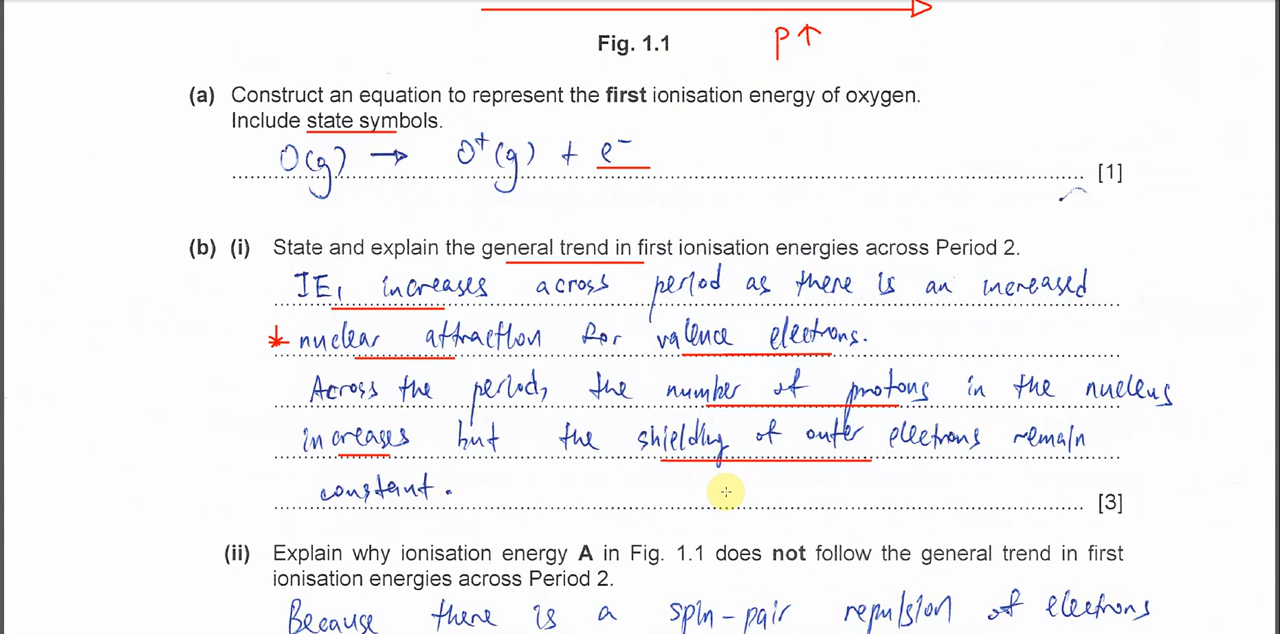 Fig. 1.1
P↑
(a) Construct an equation to represent the first ionisation energy of oxygen.
Include state symbols.
O(g) → O⁺(g) + e⁻
[1]
(b) (i) State and explain the general trend in first ionisation energies across Period 2.
IE₁ increases across period as there is an increased
* nuclear attraction for valence electrons.
Across the period, the number of protons in the nucleus
increases but the shielding of outer electrons remain
constant.
[3]
(ii) Explain why ionisation energy A in Fig. 1.1 does not follow the general trend in first
ionisation energies across Period 2.
Because there is a spin-pair repulsion of electrons